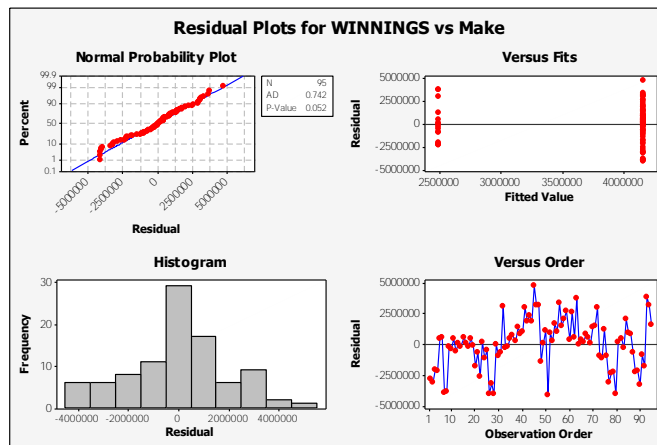 Residual Plots for WINNINGS vs Make
Normal Probability Plot
99.9
99
90
50
10
1
0.1
Percent
-5000000
-2500000
0
2500000
5000000
Residual
N 95
AD 0.742
P-Value 0.052
Versus Fits
5000000
2500000
0
-2500000
-5000000
Residual
2500000 3000000 3500000 4000000
Fitted Value
Histogram
30
20
10
0
Frequency
-4000000 -2000000 0 2000000 4000000
Residual
Versus Order
5000000
2500000
0
-2500000
-5000000
Residual
1 10 20 30 40 50 60 70 80 90
Observation Order